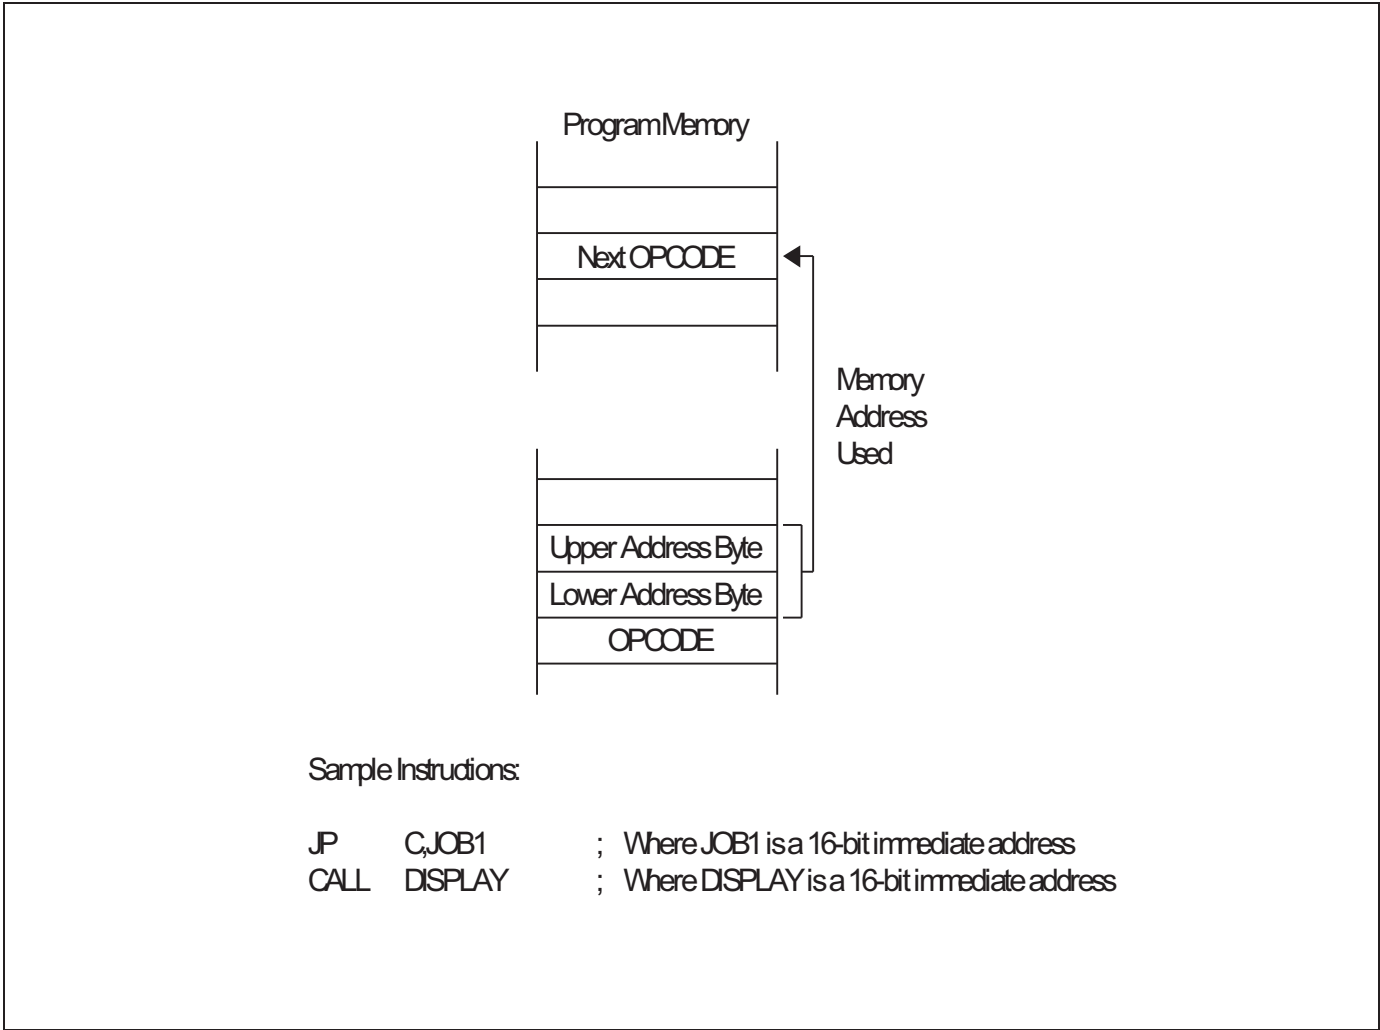 Program Memory
Next OPCODE
Memory
Address
Used
Upper Address Byte
Lower Address Byte
OPCODE
Sample Instructions:
JP C,JOB1 ; Where JOB1 is a 16-bit immediate address
CALL DISPLAY ; Where DISPLAY is a 16-bit immediate address